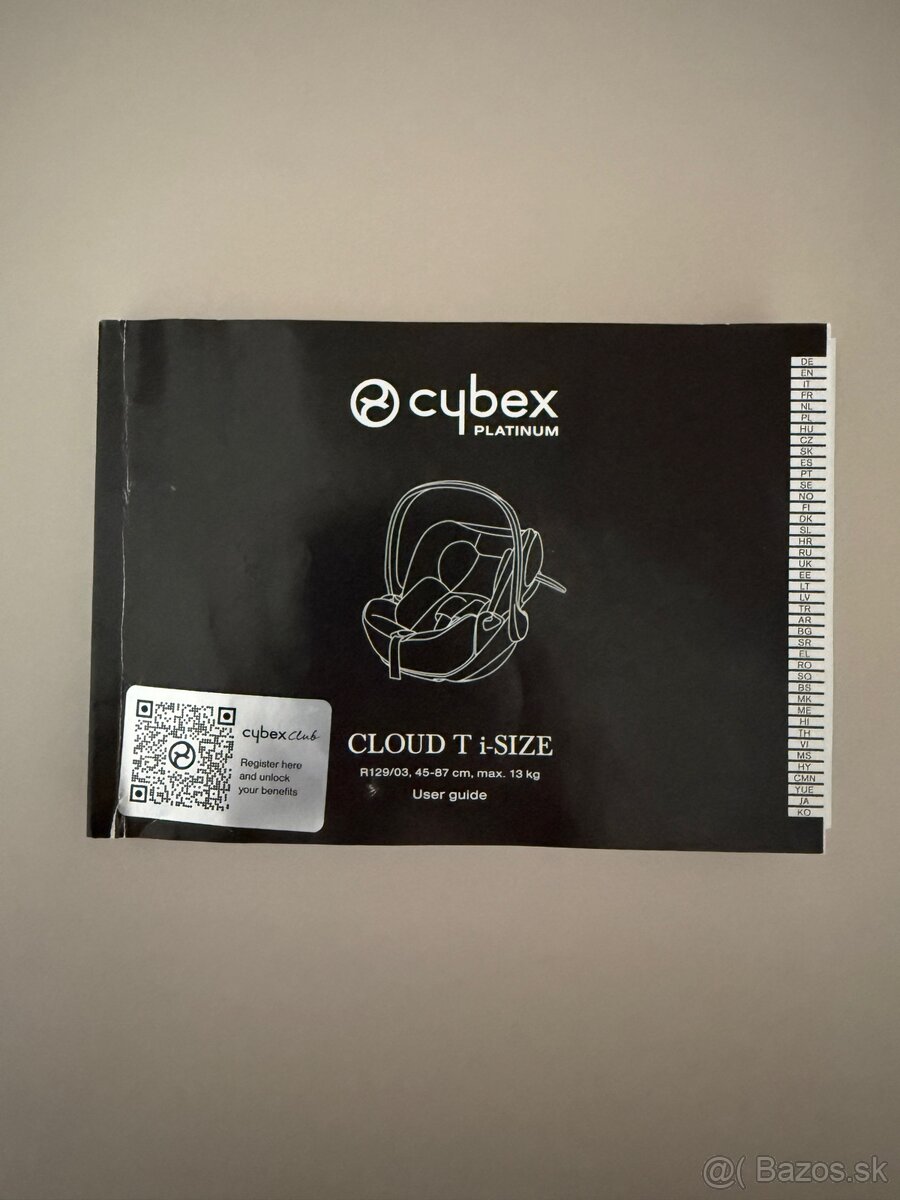 cybex
PLATINUM
CLOUD T i-SIZE
R129/03, 45-87 cm, max. 13 kg
User guide
cybex club
Register here
and unlock
your benefits
DE
EN
IT
FR
NL
PL
HU
CZ
SK
ES
PT
SE
NO
FI
DK
SL
HR
RU
UK
EE
LT
LV
TR
AR
BG
SR
EL
RO
SQ
BS
MK
ME
HI
TH
VI
MS
HY
CMN
YUE
JA
KO
@( Bazos.sk